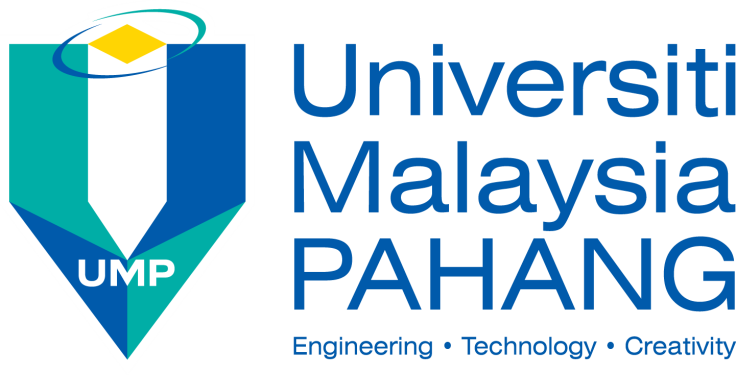 UMP
Universiti
Malaysia
PAHANG
Engineering • Technology • Creativity